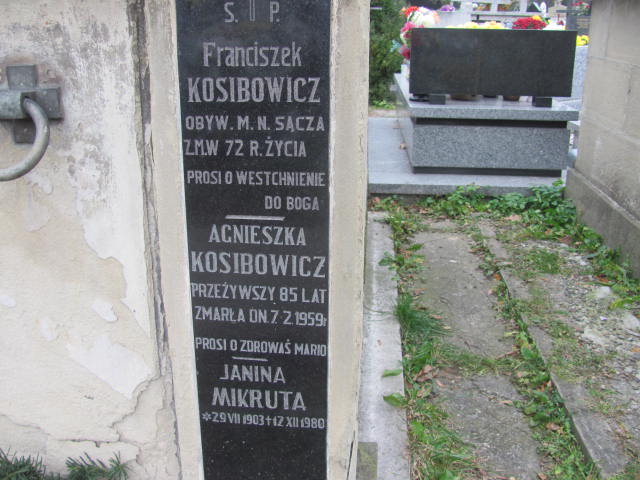 Ś. P.
Franciszek
KOSIBOWICZ
OBYW. M. N. SĄCZA
ZM.W 72 R. ŻYCIA
PROSI O WESTCHNIENIE
DO BOGA
AGNIESZKA
KOSIBOWICZ
PRZEŻYWSZY 85 LAT
ZMARŁA DN. 7.2.1959r
PROSI O ZDROWAŚ MARIO
JANINA
MIKRUTA
*29 VII 1903 +12 XII 1980